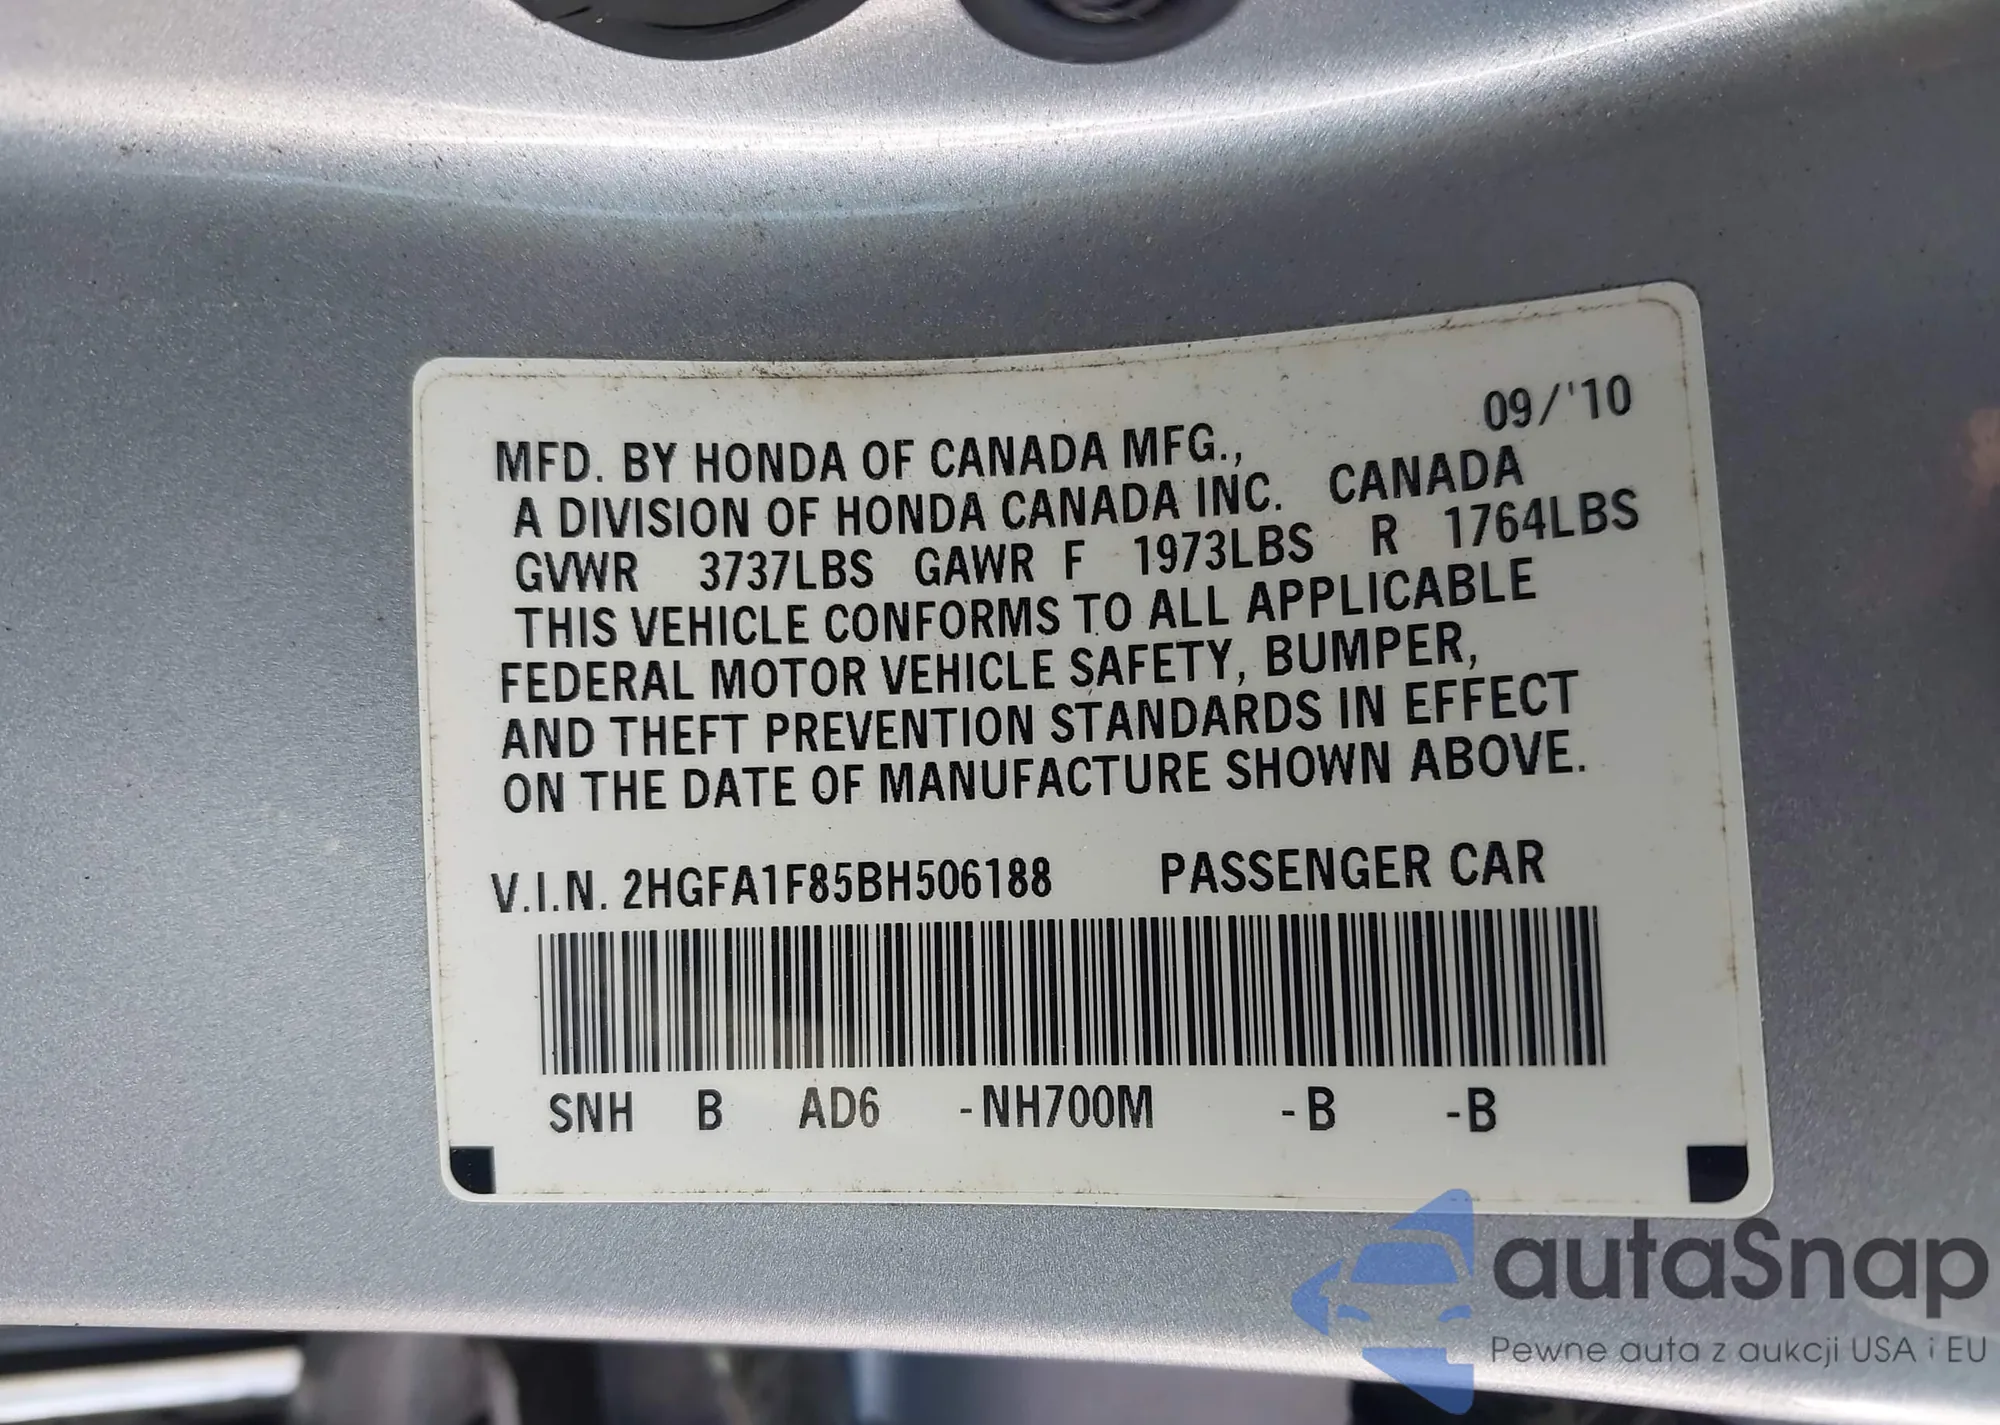 09/'10
MFD. BY HONDA OF CANADA MFG.,
A DIVISION OF HONDA CANADA INC. CANADA
GVWR 3737LBS GAWR F 1973LBS R 1764LBS
THIS VEHICLE CONFORMS TO ALL APPLICABLE
FEDERAL MOTOR VEHICLE SAFETY, BUMPER,
AND THEFT PREVENTION STANDARDS IN EFFECT
ON THE DATE OF MANUFACTURE SHOWN ABOVE.
V.I.N. 2HGFA1F85BH506188 PASSENGER CAR
SNH B AD6 -NH700M -B -B
autaSnap
Pewne auta z aukcji USA i EU